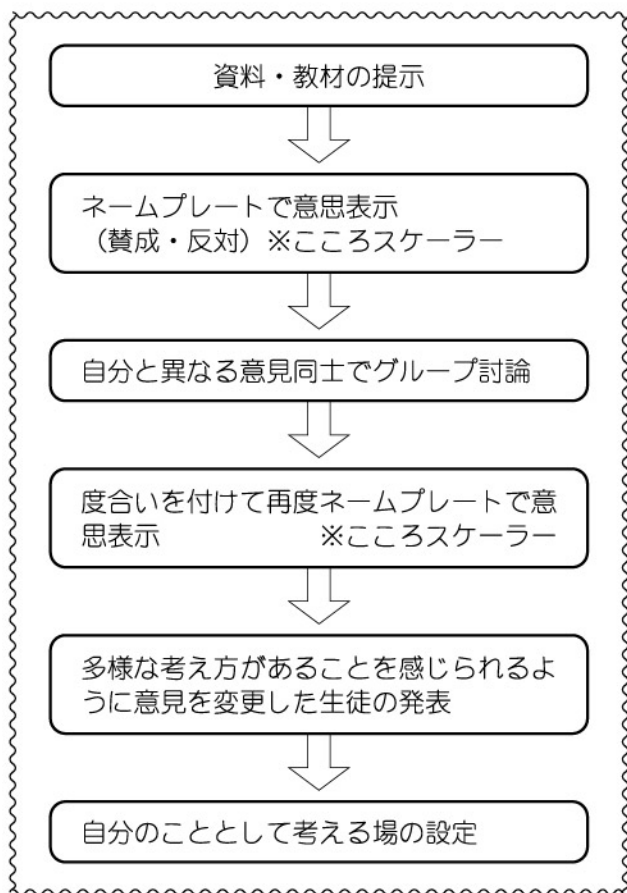 資料・教材の提示
ネームプレートで意思表示
（賛成・反対）※こころスケーラー
自分と異なる意見同士でグループ討論
度合いを付けて再度ネームプレートで意
思表示　　　　　　　※こころスケーラー
多様な考え方があることを感じられるよ
うに意見を変更した生徒の発表
自分のこととして考える場の設定